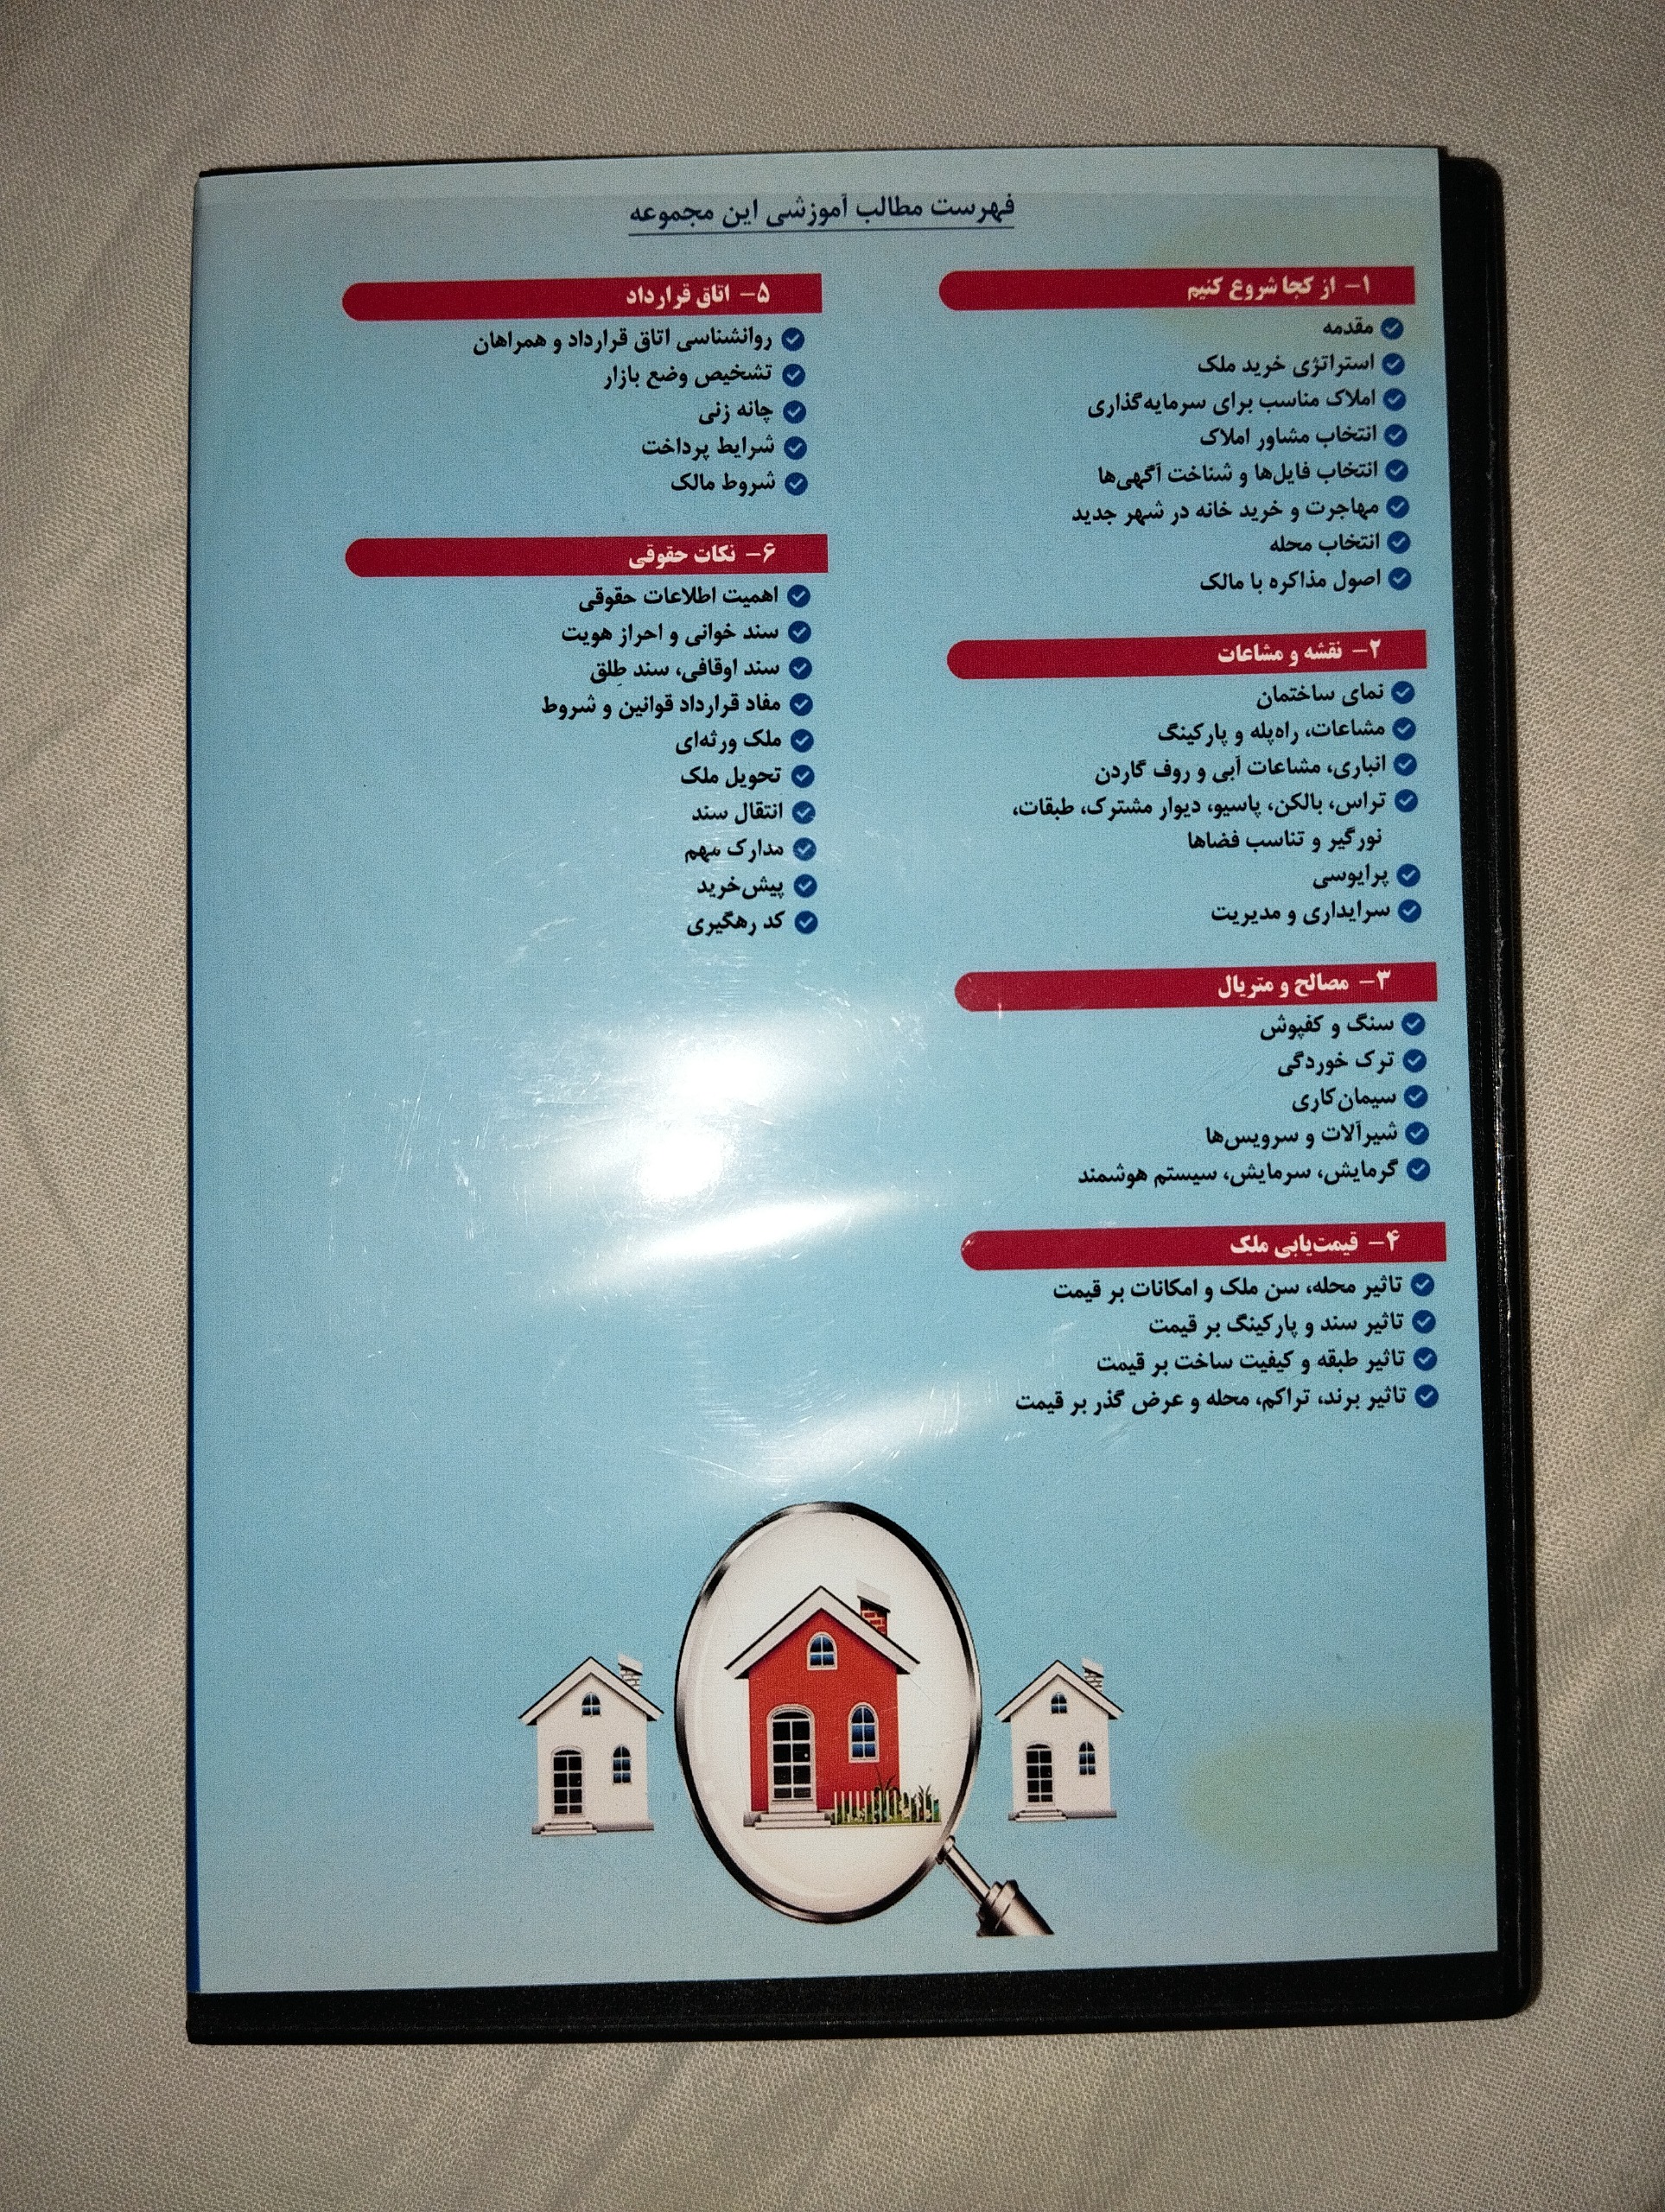 فهرست مطالب آموزشی این مجموعه
۱- از کجا شروع کنیم
مقدمه
استراتژی خرید ملک
املاک مناسب برای سرمایه‌گذاری
انتخاب مشاور املاک
انتخاب فایل‌ها و شناخت آگهی‌ها
مهاجرت و خرید خانه در شهر جدید
انتخاب محله
اصول مذاکره با مالک
۲- نقشه و مشاعات
نمای ساختمان
مشاعات، راه‌پله و پارکینگ
انباری، مشاعات آبی و روف گاردن
تراس، بالکن، پاسیو، دیوار مشترک، طبقات،
نورگیر و تناسب فضاها
پرایوسی
سرایداری و مدیریت
۳- مصالح و متریال
سنگ و کفپوش
ترک خوردگی
سیمان‌کاری
شیرآلات و سرویس‌ها
گرمایش، سرمایش، سیستم هوشمند
۴- قیمت‌یابی ملک
تاثیر محله، سن ملک و امکانات بر قیمت
تاثیر سند و پارکینگ بر قیمت
تاثیر طبقه و کیفیت ساخت بر قیمت
تاثیر برند، تراکم، محله و عرض گذر بر قیمت
۵- اتاق قرارداد
روانشناسی اتاق قرارداد و همراهان
تشخیص وضع بازار
چانه زنی
شرایط پرداخت
شروط مالک
۶- نکات حقوقی
اهمیت اطلاعات حقوقی
سند خوانی و احراز هویت
سند اوقافی، سند طِلق
مفاد قرارداد قوانین و شروط
ملک ورثه‌ای
تحویل ملک
انتقال سند
مدارک مهم
پیش‌خرید
کد رهگیری